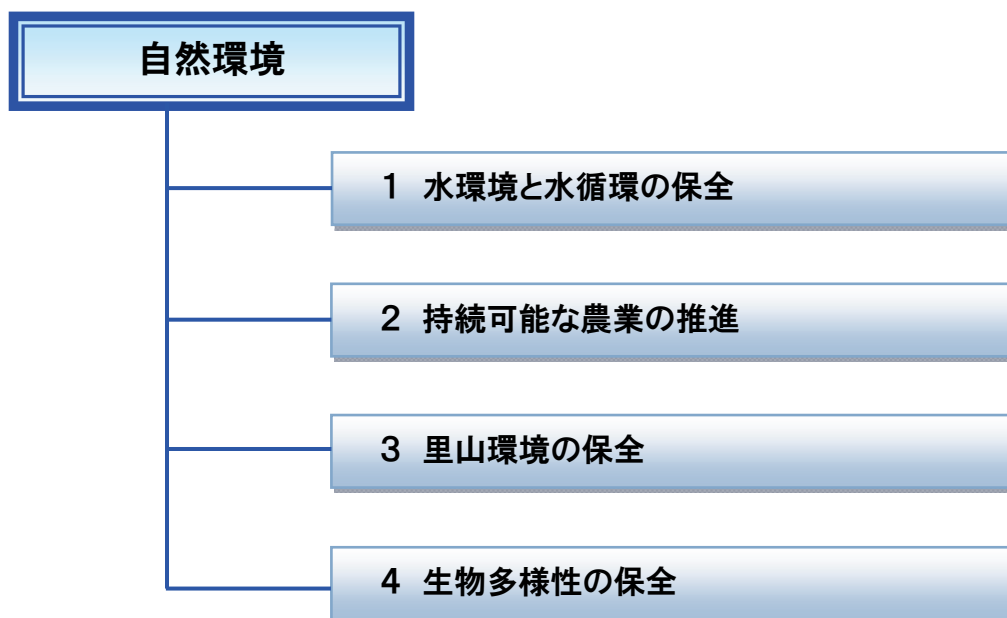 自然環境
1 水環境と水循環の保全
2 持続可能な農業の推進
3 里山環境の保全
4 生物多様性の保全